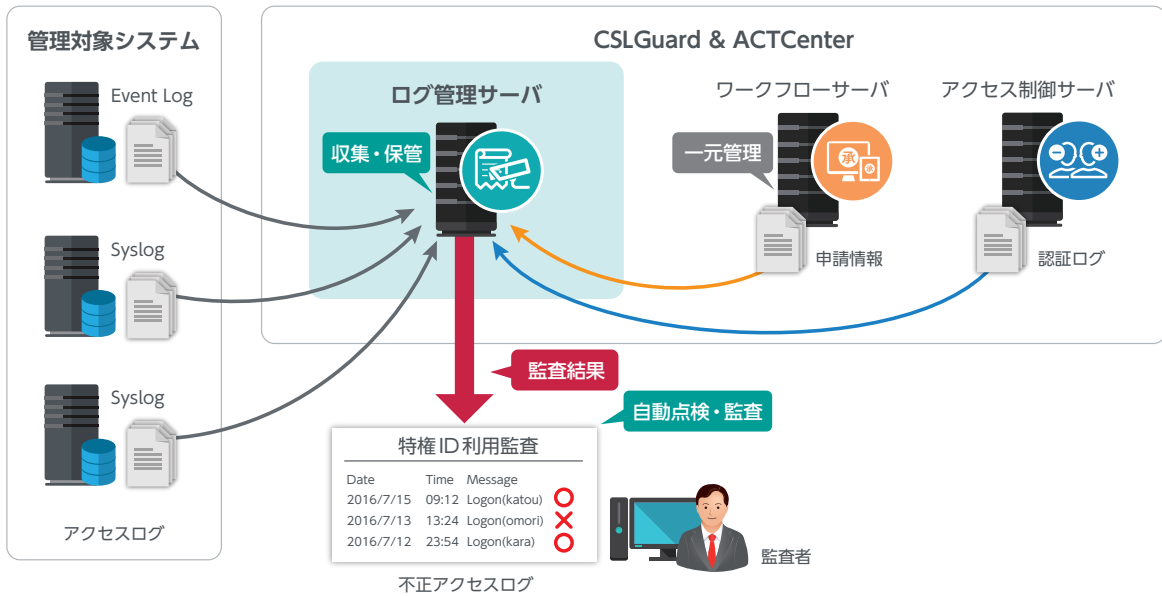 管理対象システム
Event Log
Syslog
Syslog
アクセスログ
CSLGuard & ACTCenter
ログ管理サーバ
収集・保管
ワークフローサーバ
一元管理
承
申請情報
アクセス制御サーバ
認証ログ
監査結果
自動点検・監査
特権ID利用監査
Date Time Message
2016/7/15 09:12 Logon(katou)
2016/7/13 13:24 Logon(omori)
2016/7/12 23:54 Logon(kara)
不正アクセスログ
監査者